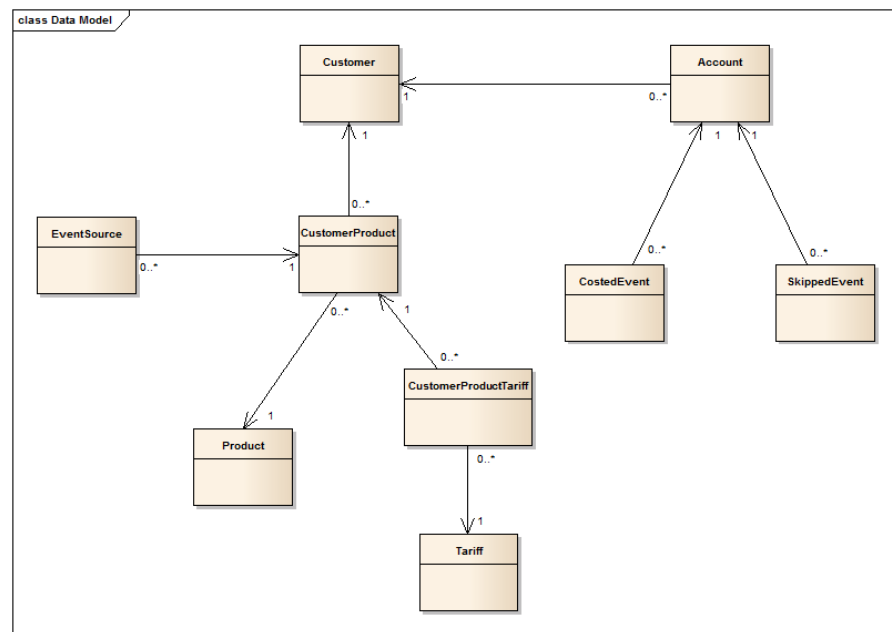 class Data Model
Customer
Account
1
0..*
1
1
1
0..*
CustomerProduct
EventSource
0..*
1
0..*
0..*
CostedEvent
SkippedEvent
0..*
1
0..*
CustomerProductTariff
1
Product
0..*
1
Tariff